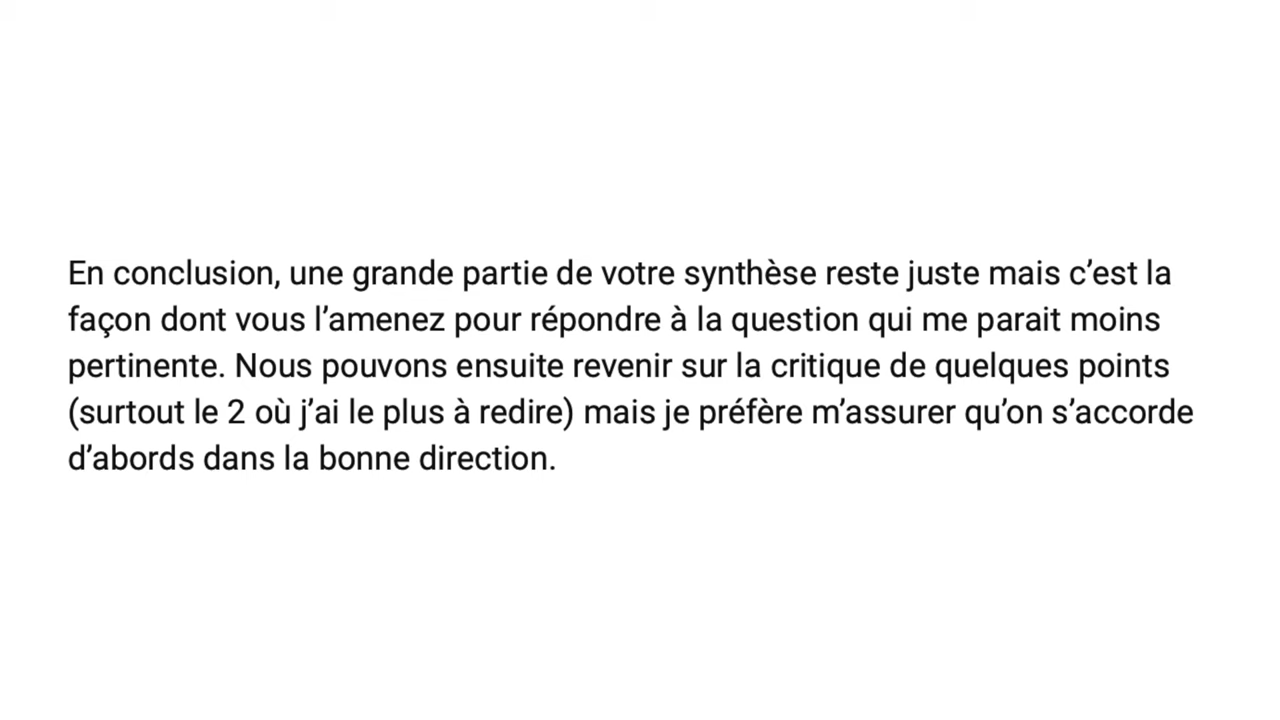 En conclusion, une grande partie de votre synthèse reste juste mais c’est la
façon dont vous l’amenez pour répondre à la question qui me parait moins
pertinente. Nous pouvons ensuite revenir sur la critique de quelques points
(surtout le 2 où j’ai le plus à redire) mais je préfère m’assurer qu’on s’accorde
d’abords dans la bonne direction.